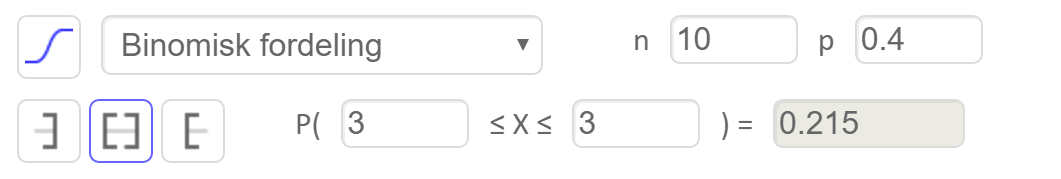 Binomisk fordeling n 10 p 0.4
P( 3 ≤ X ≤ 3 ) = 0.215